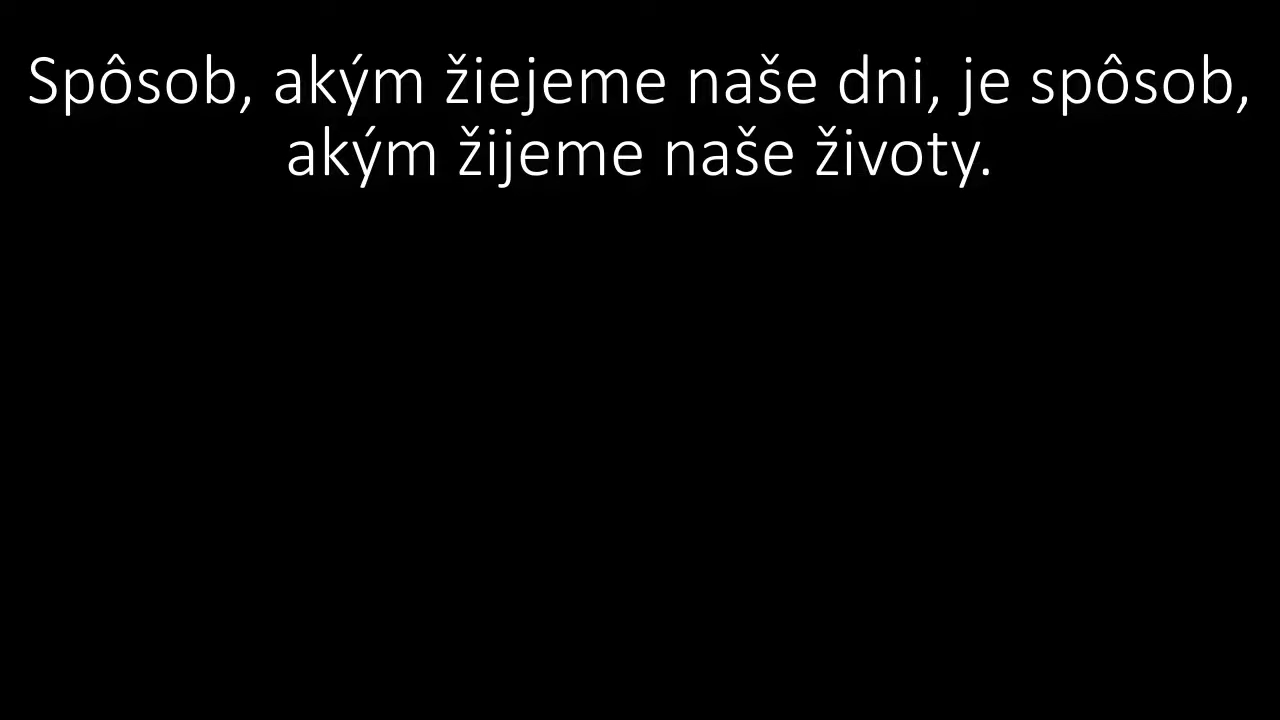 Spôsob, akým žiejeme naše dni, je spôsob,
akým žijeme naše životy.